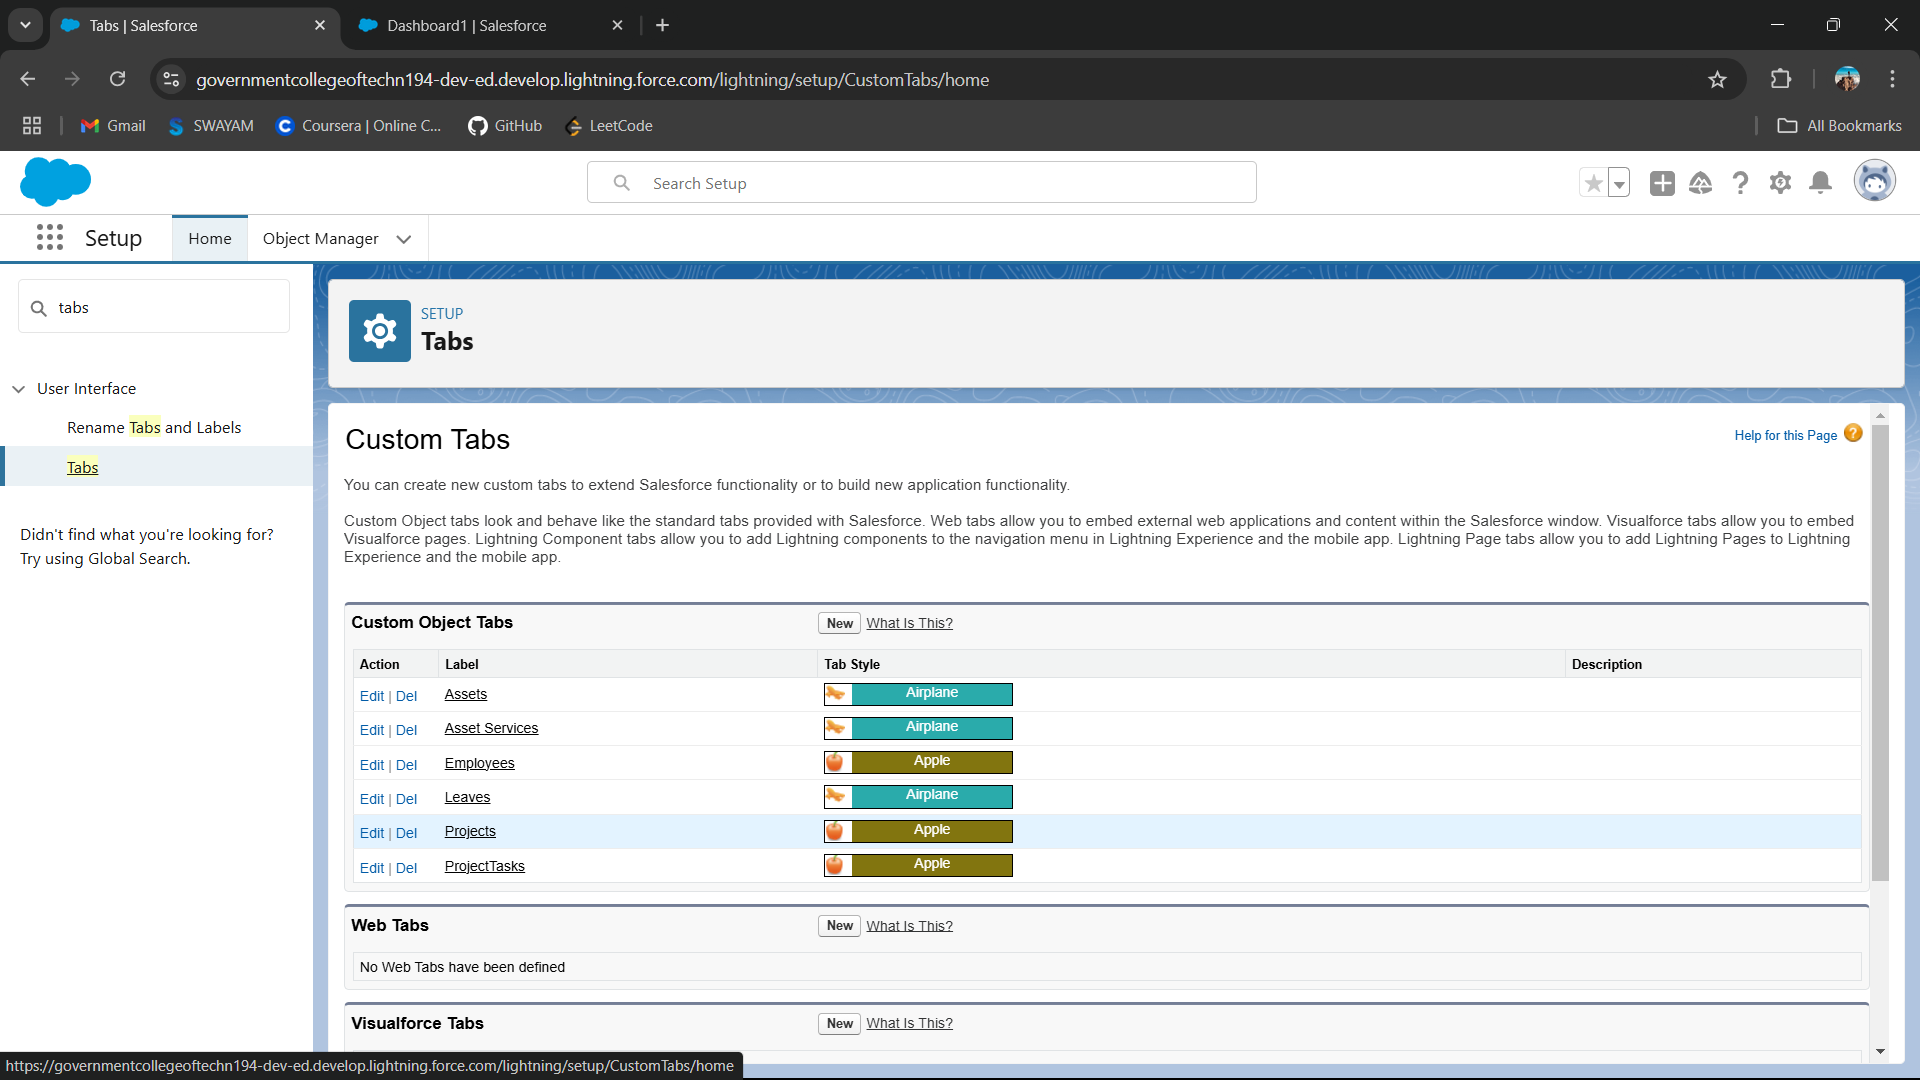 Tabs | Salesforce
Dashboard1 | Salesforce
governmentcollegeoftechn194-dev-ed.develop.lightning.force.com/lightning/setup/CustomTabs/home
Gmail
SWAYAM
Coursera | Online C...
GitHub
LeetCode
All Bookmarks
Search Setup
Setup
Home
Object Manager
tabs
User Interface
Rename Tabs and Labels
Tabs
Didn't find what you're looking for?
Try using Global Search.
SETUP
Tabs
Custom Tabs
Help for this Page
You can create new custom tabs to extend Salesforce functionality or to build new application functionality.
Custom Object tabs look and behave like the standard tabs provided with Salesforce. Web tabs allow you to embed external web applications and content within the Salesforce window. Visualforce tabs allow you to embed
Visualforce pages. Lightning Component tabs allow you to add Lightning components to the navigation menu in Lightning Experience and the mobile app. Lightning Page tabs allow you to add Lightning Pages to Lightning
Experience and the mobile app.
Custom Object Tabs New What Is This?
Action Label Tab Style Description
Edit | Del Assets Airplane
Edit | Del Asset Services Airplane
Edit | Del Employees Apple
Edit | Del Leaves Airplane
Edit | Del Projects Apple
Edit | Del ProjectTasks Apple
Web Tabs New What Is This?
No Web Tabs have been defined
Visualforce Tabs New What Is This?
https://governmentcollegeoftechn194-dev-ed.develop.lightning.force.com/lightning/setup/CustomTabs/home